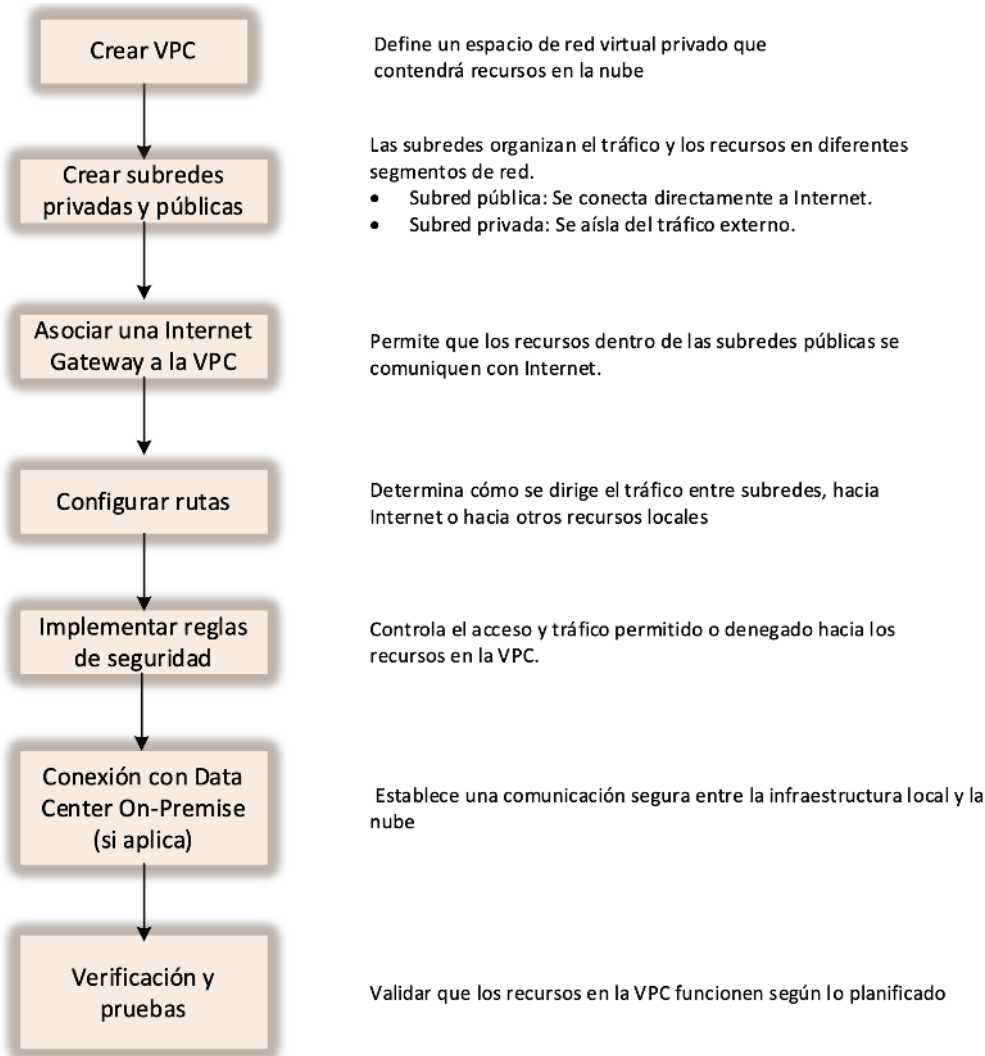 Crear VPC
Define un espacio de red virtual privado que
contendrá recursos en la nube
Crear subredes
privadas y públicas
Las subredes organizan el tráfico y los recursos en diferentes
segmentos de red.
• Subred pública: Se conecta directamente a Internet.
• Subred privada: Se aísla del tráfico externo.
Asociar una Internet
Gateway a la VPC
Permite que los recursos dentro de las subredes públicas se
comuniquen con Internet.
Configurar rutas
Determina cómo se dirige el tráfico entre subredes, hacia
Internet o hacia otros recursos locales
Implementar reglas
de seguridad
Controla el acceso y tráfico permitido o denegado hacia los
recursos en la VPC.
Conexión con Data
Center On-Premise
(si aplica)
Establece una comunicación segura entre la infraestructura local y la
nube
Verificación y
pruebas
Validar que los recursos en la VPC funcionen según lo planificado